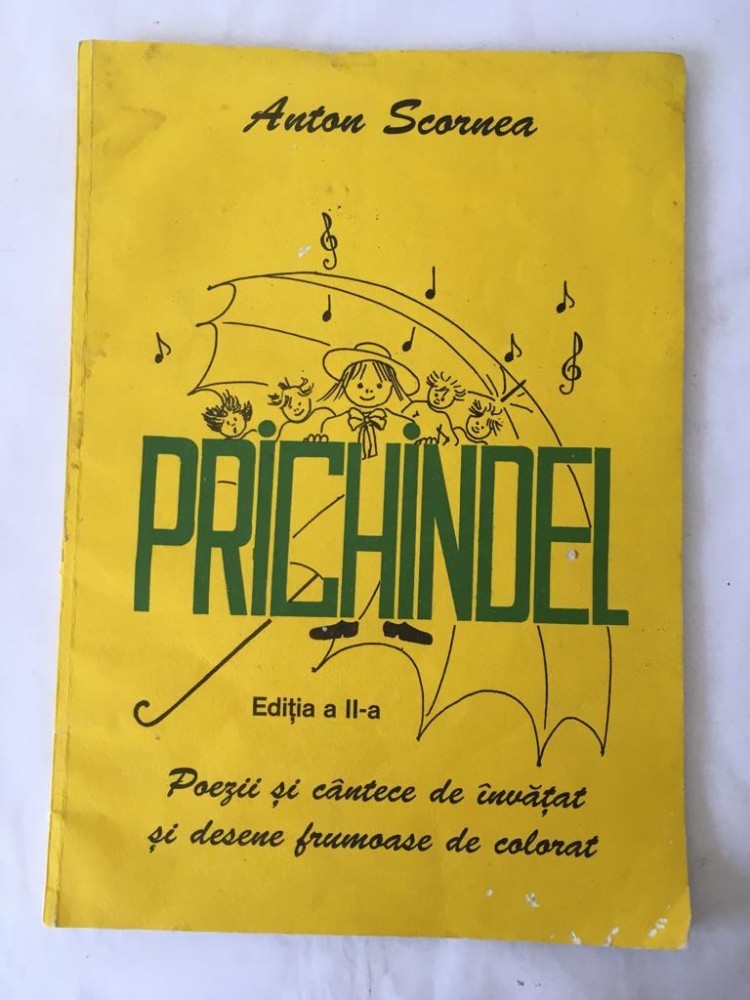 Anton Scornea
PRiCHiNDEL
Ediția a II-a
Poezii și cântece de învățat
și desene frumoase de colorat